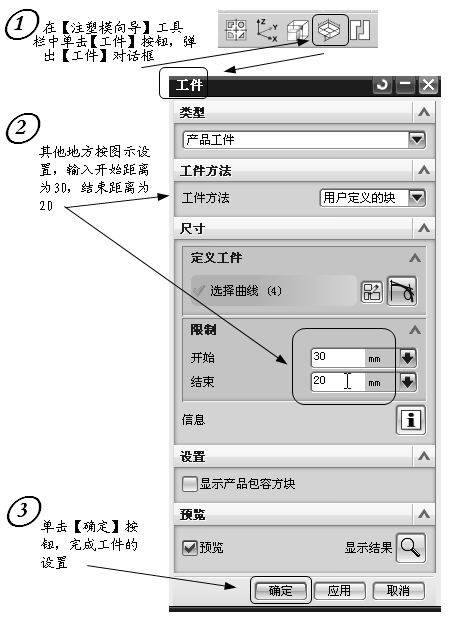 1
在【注塑模向导】工具
栏中单击【工件】按钮，弹
出【工件】对话框
工件
类型
产品工件
2
其他地方按图示设
置，输入开始距离
为30，结束距离为
20
工件方法
工件方法 用户定义的块
尺寸
定义工件
选择曲线 (4)
限制
开始 30 mm
结束 20 mm
信息
设置
显示产品包容方块
预览
预览 显示结果
3
单击【确定】按
钮，完成工件的
设置
确定 应用 取消